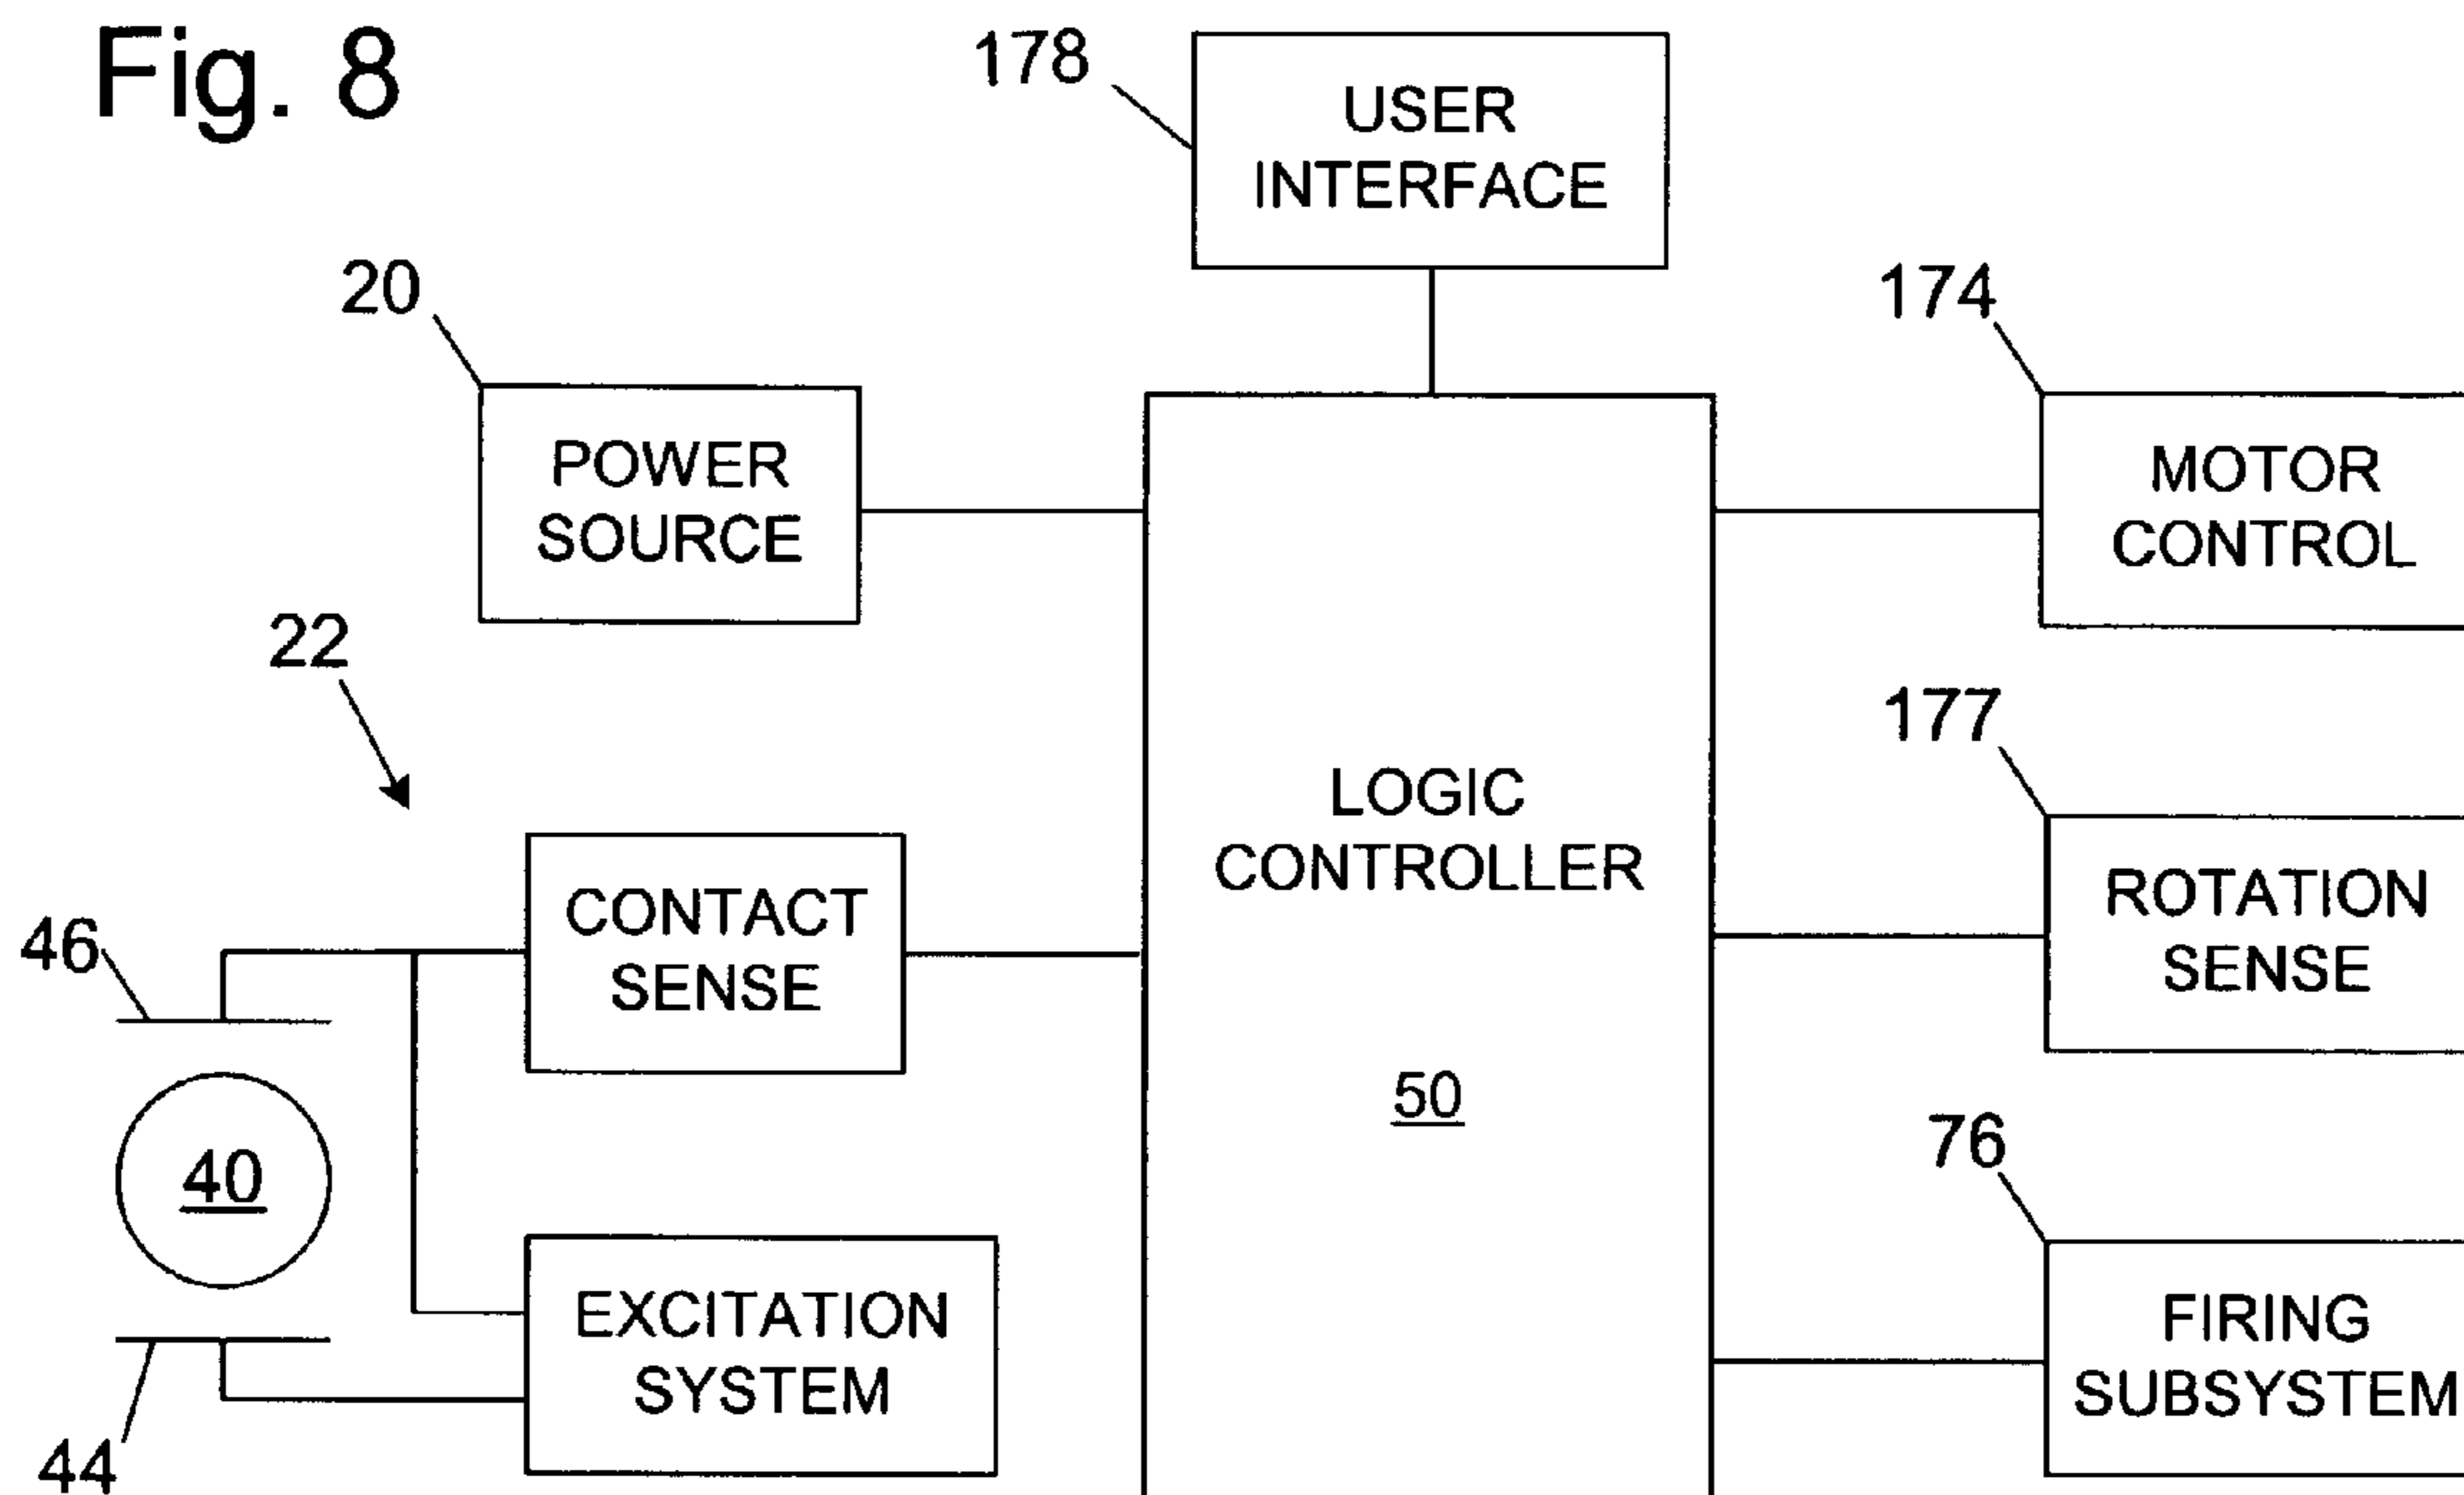 Fig. 8
178
USER
INTERFACE
20
174
POWER
SOURCE
MOTOR
CONTROL
22
177
LOGIC
CONTROLLER
CONTACT
SENSE
ROTATION
SENSE
46
50
76
40
EXCITATION
SYSTEM
FIRING
SUBSYSTEM
44